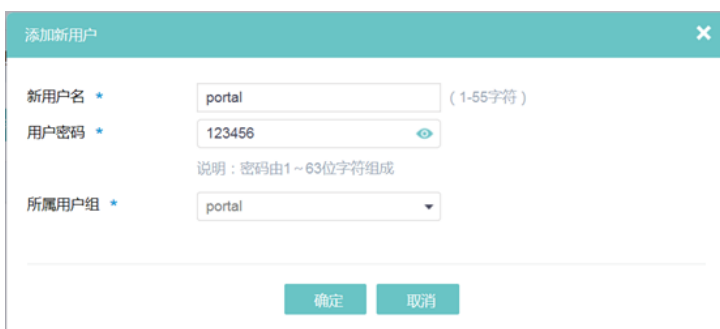 添加新用户
新用户名 * portal (1-55字符)
用户密码 * 123456
说明：密码由1～63位字符组成
所属用户组 * portal
确定 取消